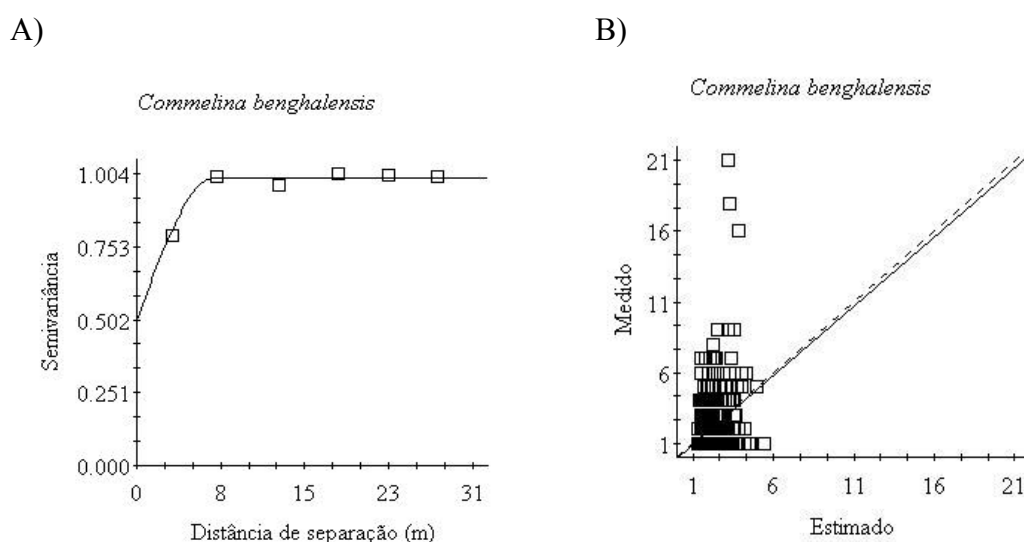 A)
Commelina benghalensis
Semivariância
1.004
0.753
0.502
0.251
0.000
0 8 15 23 31
Distância de separação (m)
B)
Commelina benghalensis
Medido
21
16
11
6
1
1 6 11 16 21
Estimado